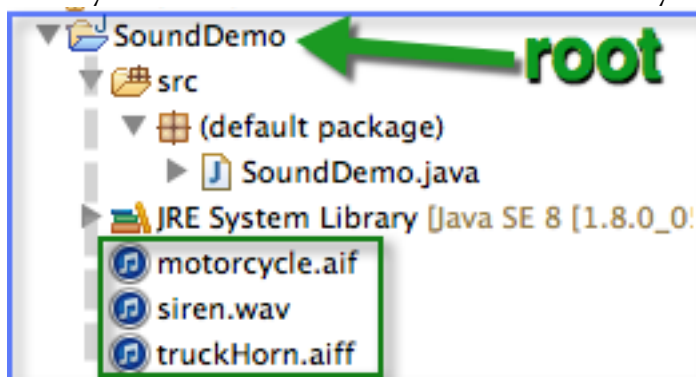 SoundDemo
root
src
(default package)
SoundDemo.java
JRE System Library [Java SE 8 [1.8.0_0
motorcycle.aif
siren.wav
truckHorn.aiff